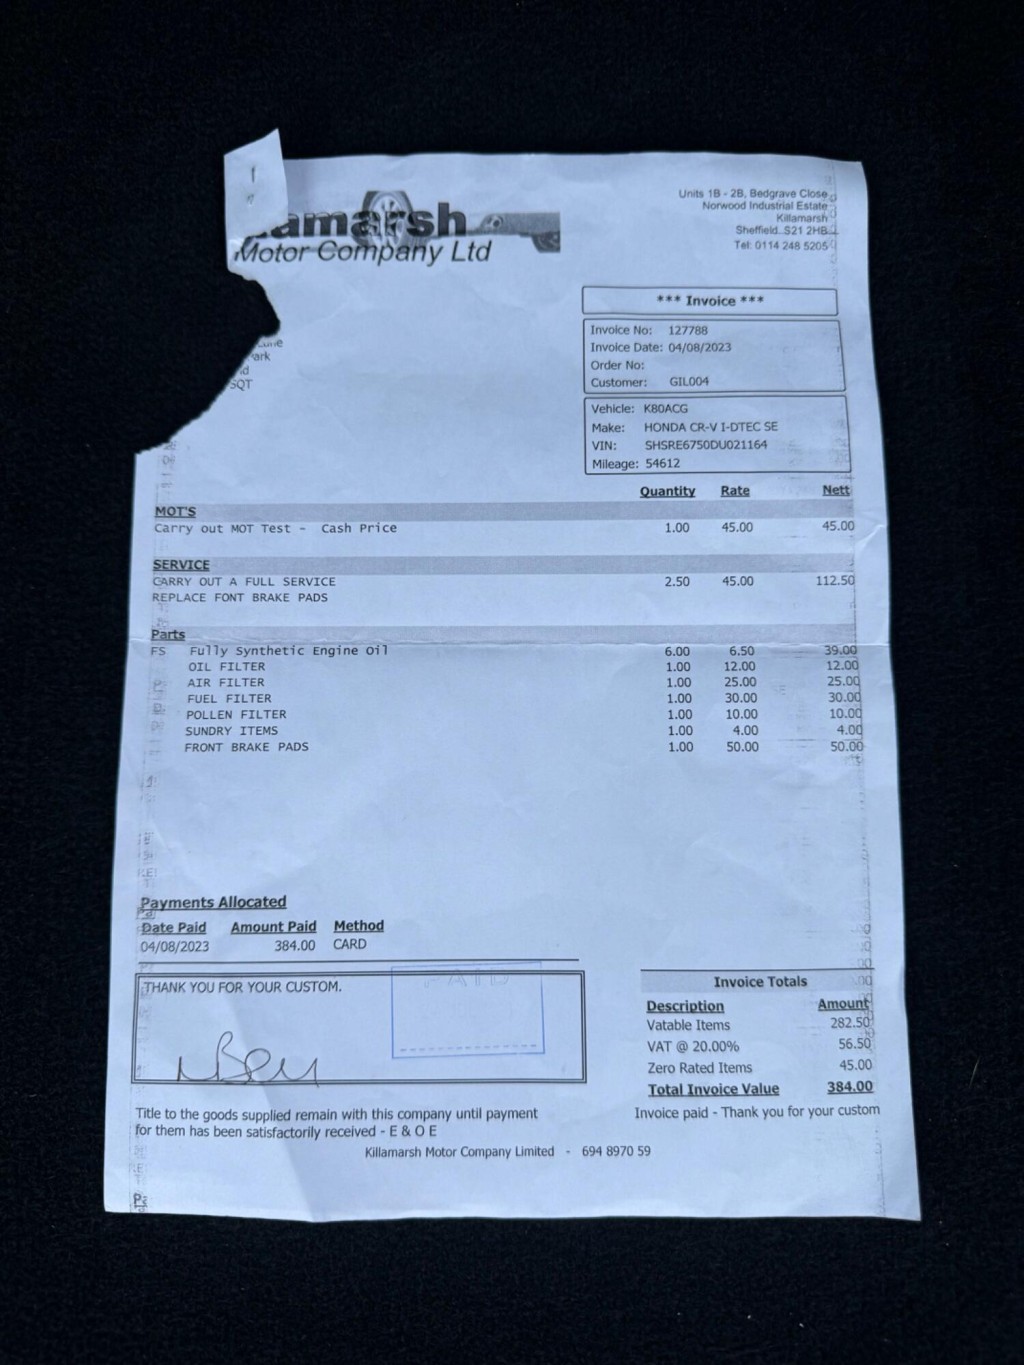 amarsh
Motor Company Ltd
Units 1B - 2B, Bedgrave Close
Norwood Industrial Estate
Killamarsh
Sheffield. S21 2HB
Tel: 0114 248 5205
*** Invoice ***
Invoice No: 127788
Invoice Date: 04/08/2023
Order No:
Customer: GIL004
ark
SQT
Vehicle: K80ACG
Make: HONDA CR-V I-DTEC SE
VIN: SHSRE6750DU021164
Mileage: 54612
Quantity Rate Nett
MOT'S
Carry out MOT Test - Cash Price 1.00 45.00 45.00
SERVICE
CARRY OUT A FULL SERVICE 2.50 45.00 112.50
REPLACE FONT BRAKE PADS
Parts
FS Fully Synthetic Engine Oil 6.00 6.50 39.00
OIL FILTER 1.00 12.00 12.00
AIR FILTER 1.00 25.00 25.00
FUEL FILTER 1.00 30.00 30.00
POLLEN FILTER 1.00 10.00 10.00
SUNDRY ITEMS 1.00 4.00 4.00
FRONT BRAKE PADS 1.00 50.00 50.00
Payments Allocated
Date Paid Amount Paid Method
04/08/2023 384.00 CARD
THANK YOU FOR YOUR CUSTOM.
PAID
Invoice Totals
Description Amount
Vatable Items 282.50
VAT @ 20.00% 56.50
Zero Rated Items 45.00
Total Invoice Value 384.00
Title to the goods supplied remain with this company until payment
for them has been satisfactorily received - E & O E
Invoice paid - Thank you for your custom
Killamarsh Motor Company Limited - 694 8970 59